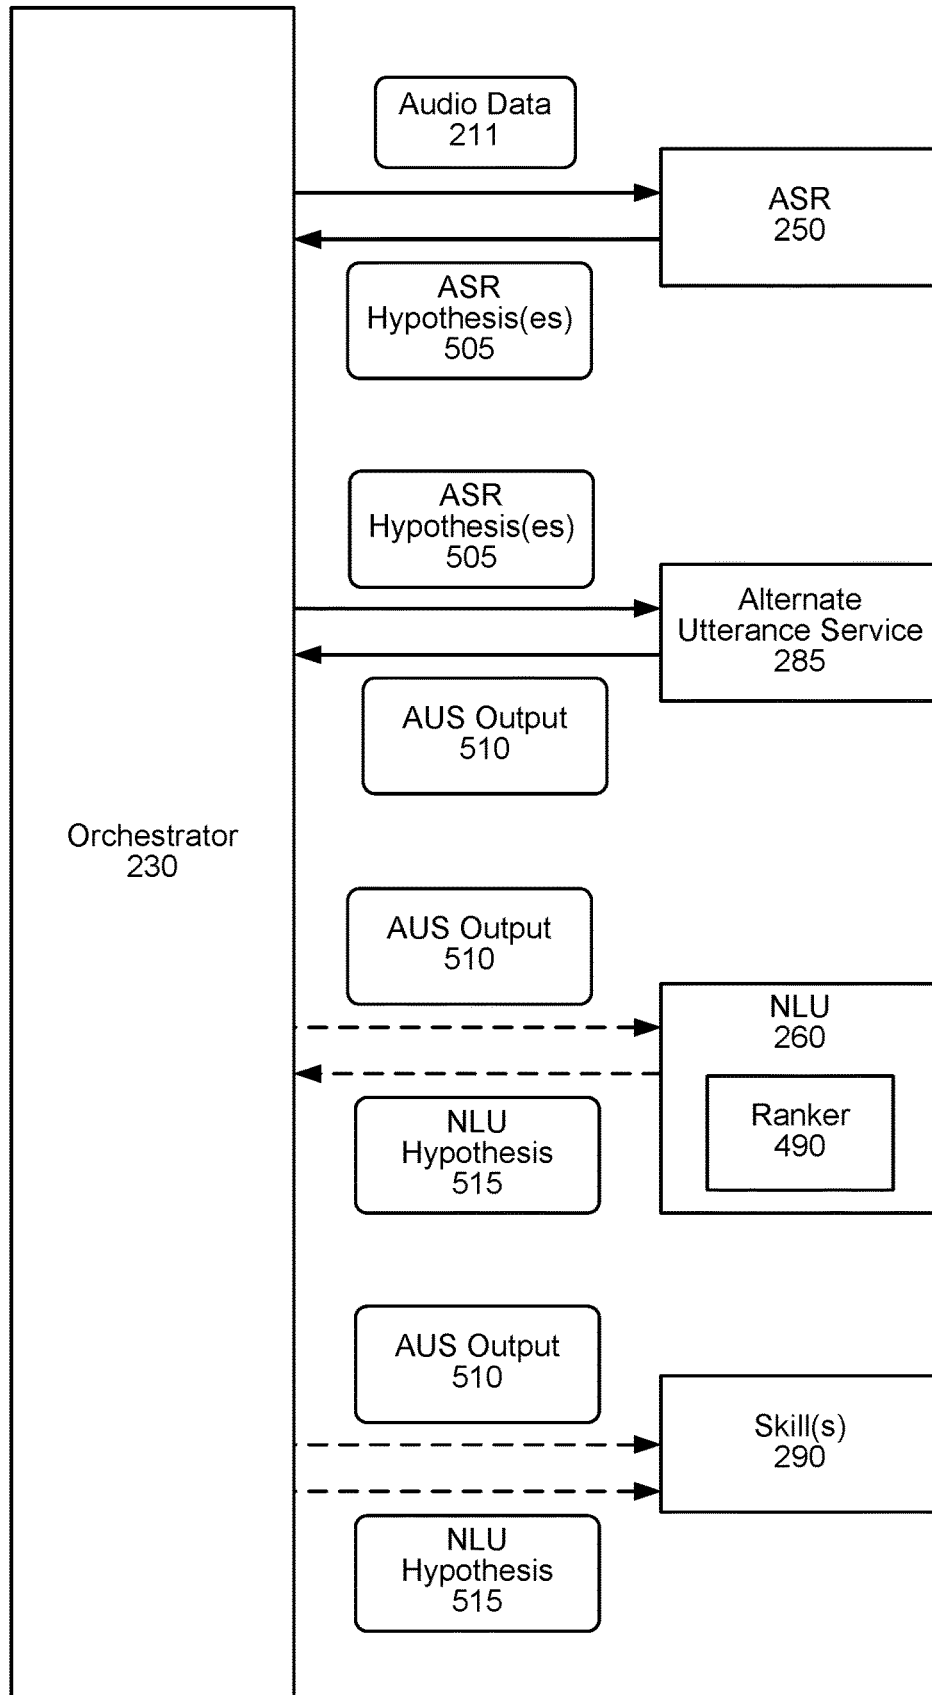 Audio Data
211
ASR
250
ASR
Hypothesis(es)
505
ASR
Hypothesis(es)
505
Alternate
Utterance Service
285
AUS Output
510
Orchestrator
230
AUS Output
510
NLU
260
Ranker
490
NLU
Hypothesis
515
AUS Output
510
Skill(s)
290
NLU
Hypothesis
515